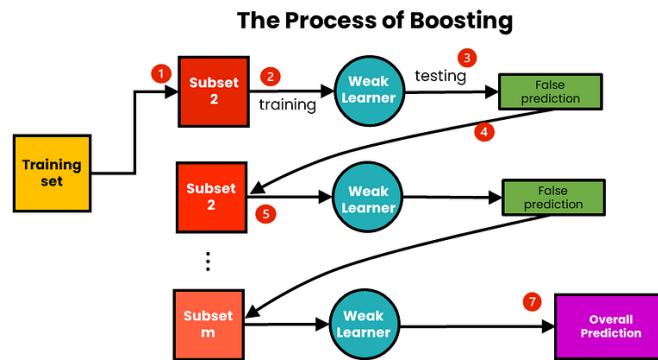 The Process of Boosting
1
2
3
Subset
2
training
Weak
Learner
testing
False
prediction
4
Training
set
Subset
2
5
Weak
Learner
False
prediction
Subset
m
Weak
Learner
7
Overall
Prediction